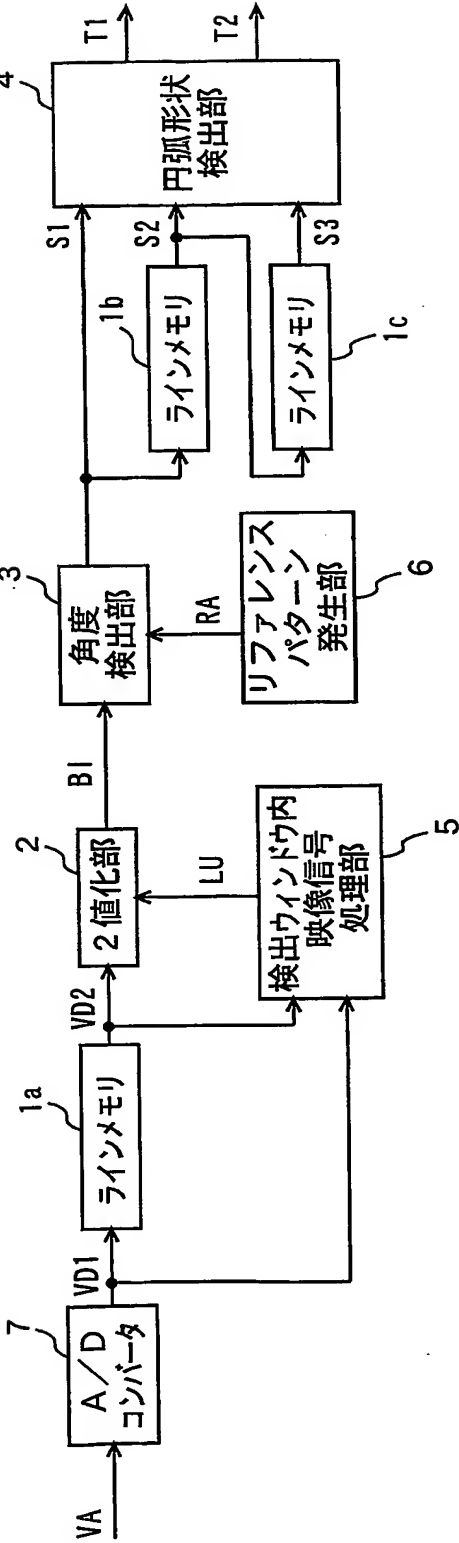 VA
7
A/D
コンバータ
VD1
1a
ラインメモリ
VD2
2
2値化部
LU
検出ウィンドウ内
映像信号
処理部
5
BI
3
角度
検出部
RA
リファレンス
パターン
発生部
6
S1
1b
ラインメモリ
S2
ラインメモリ
1c
S3
4
円弧形状
検出部
T1
T2